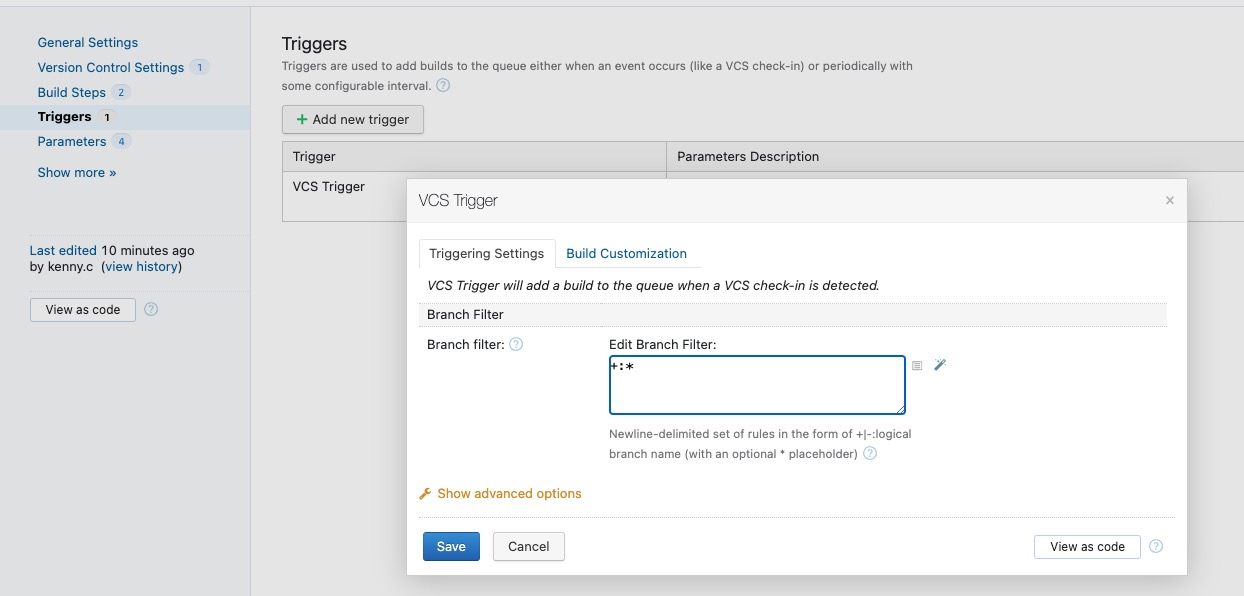 General Settings
Version Control Settings 1
Build Steps 2
Triggers 1
Parameters 4
Show more »
Last edited 10 minutes ago
by kenny.c (view history)
View as code ?
Triggers
Triggers are used to add builds to the queue either when an event occurs (like a VCS check-in) or periodically with
some configurable interval. ?
+ Add new trigger
Trigger Parameters Description
VCS Trigger
VCS Trigger ×
Triggering Settings Build Customization
VCS Trigger will add a build to the queue when a VCS check-in is detected.
Branch Filter
Branch filter: ? Edit Branch Filter:
+:*
Newline-delimited set of rules in the form of +|-:logical
branch name (with an optional * placeholder) ?
Show advanced options
Save Cancel View as code ?